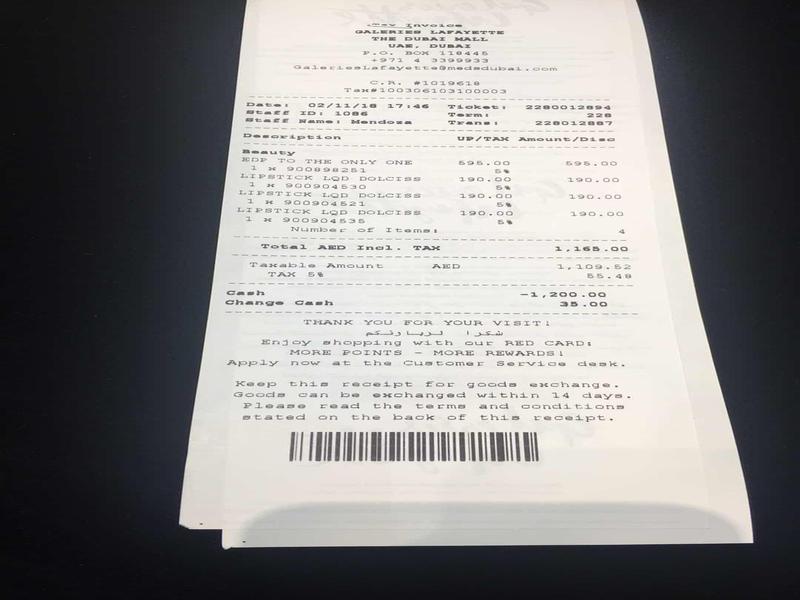 Tax Invoice
GALERIES LAFAYETTE
THE DUBAI MALL
UAE, DUBAI
P.O. BOX 118445
+971 4 3399933
GaleriesLafayette@medsdubai.com
C.R. #1019618
Tax#100306103100003
Date: 02/11/18 17:46 Ticket: 2280012894
Staff ID: 1086 Term: 228
Staff Name: Mendoza Trans: 228012887
Description UP/TAX Amount/Disc
Beauty
EDP TO THE ONLY ONE 595.00 595.00
1 x 900898251 5%
LIPSTICK LQD DOLCISS 190.00 190.00
1 x 900904530 5%
LIPSTICK LQD DOLCISS 190.00 190.00
1 x 900904521 5%
LIPSTICK LQD DOLCISS 190.00 190.00
1 x 900904535 5%
Number of Items: 4
Total AED Incl. TAX 1,165.00
Taxable Amount AED 1,109.52
TAX 5% 55.48
Cash -1,200.00
Change Cash 35.00
THANK YOU FOR YOUR VISIT!
شكرا لزيارتكم
Enjoy shopping with our RED CARD:
MORE POINTS - MORE REWARDS!
Apply now at the Customer Service desk.
Keep this receipt for goods exchange.
Goods can be exchanged within 14 days.
Please read the terms and conditions
stated on the back of this receipt.